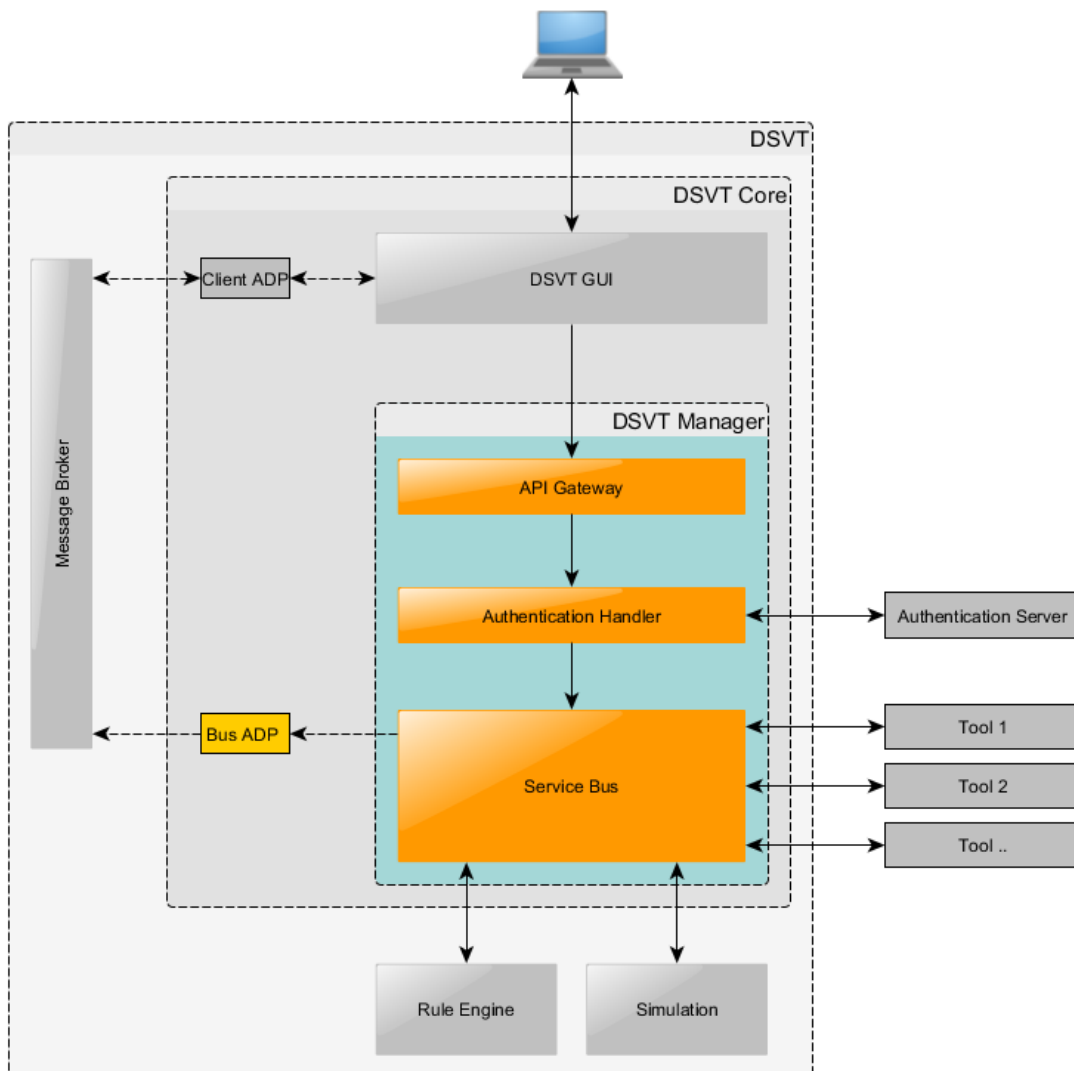 DSVT
DSVT Core
Client ADP
DSVT GUI
DSVT Manager
Message Broker
API Gateway
Authentication Handler
Authentication Server
Bus ADP
Service Bus
Tool 1
Tool 2
Tool ..
Rule Engine
Simulation